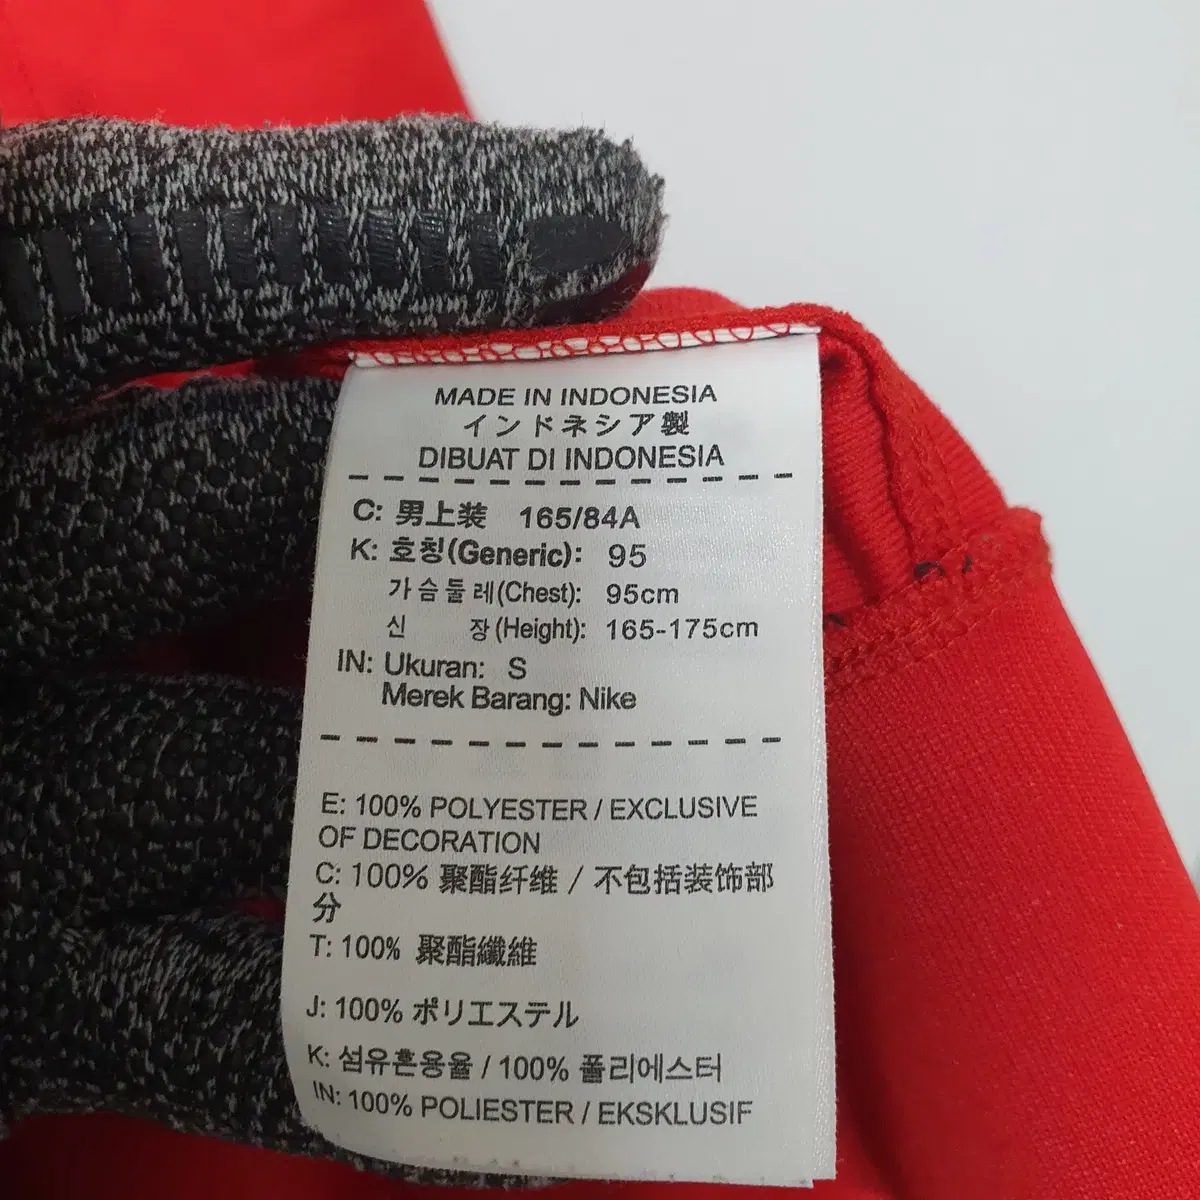 MADE IN INDONESIA
インドネシア製
DIBUAT DI INDONESIA
C: 男上装 165/84A
K: 호칭(Generic): 95
가슴둘레(Chest): 95cm
신 장(Height): 165-175cm
IN: Ukuran: S
Merek Barang: Nike
E: 100% POLYESTER / EXCLUSIVE
OF DECORATION
C: 100% 聚酯纤维 / 不包括装饰部
分
T: 100% 聚酯纖維
J: 100% ポリエステル
K: 섬유혼용율 / 100% 폴리에스터
IN: 100% POLIESTER / EKSKLUSIF